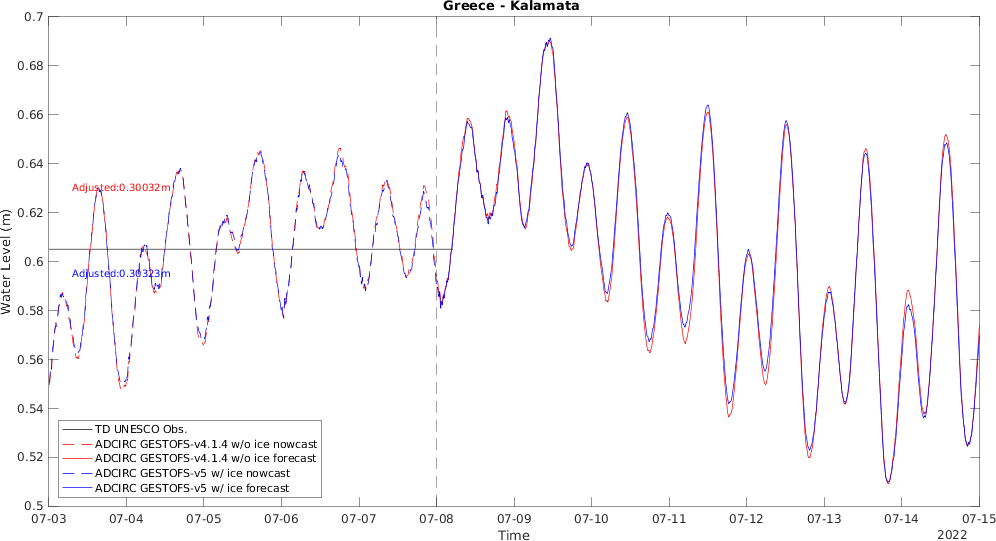 Greece - Kalamata
0.7
0.68
0.66
0.64
0.62
0.6
0.58
0.56
0.54
0.52
0.5
Water Level (m)
Adjusted:0.30032m
Adjusted:0.30323m
TD UNESCO Obs.
ADCIRC GESTOFS-v4.1.4 w/o ice nowcast
ADCIRC GESTOFS-v4.1.4 w/o ice forecast
ADCIRC GESTOFS-v5 w/ ice nowcast
ADCIRC GESTOFS-v5 w/ ice forecast
07-03 07-04 07-05 07-06 07-07 07-08 07-09 07-10 07-11 07-12 07-13 07-14 07-15
Time
2022